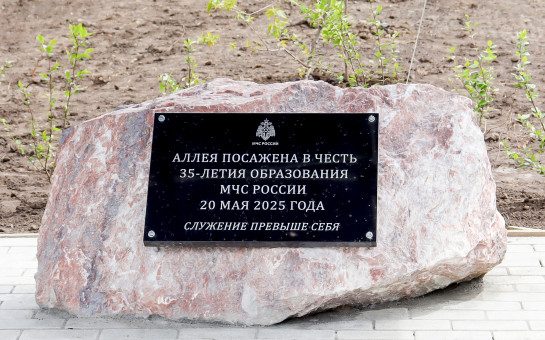 МЧС РОССИИ
АЛЛЕЯ ПОСАЖЕНА В ЧЕСТЬ
35-ЛЕТИЯ ОБРАЗОВАНИЯ
МЧС РОССИИ
20 МАЯ 2025 ГОДА
СЛУЖЕНИЕ ПРЕВЫШЕ СЕБЯ